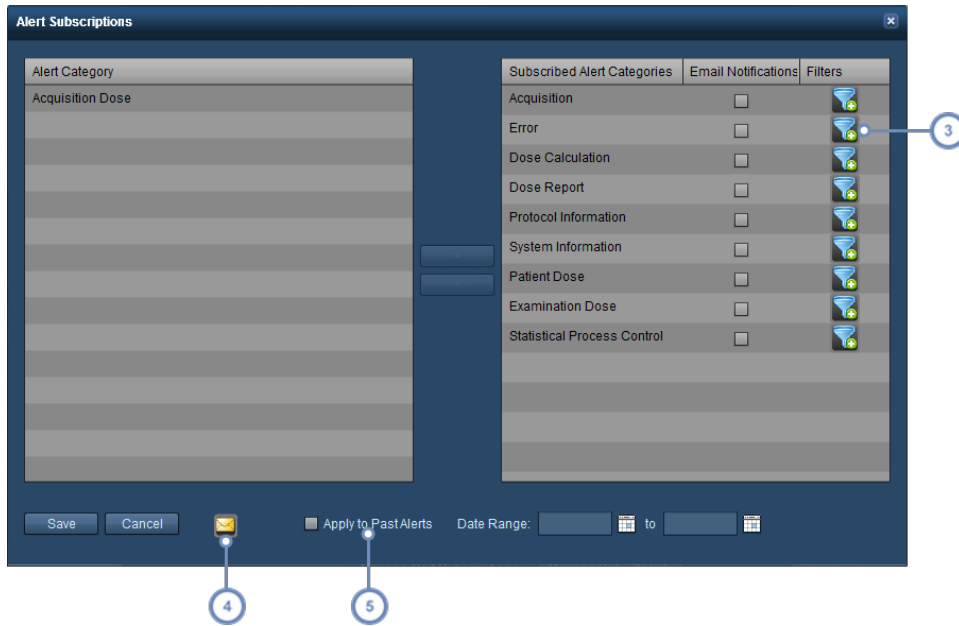 Alert Subscriptions
Alert Category
Acquisition Dose
Subscribed Alert Categories Email Notifications Filters
Acquisition
Error
3
Dose Calculation
Dose Report
Protocol Information
System Information
Patient Dose
Examination Dose
Statistical Process Control
Save Cancel Apply to Past Alerts Date Range: to
4 5